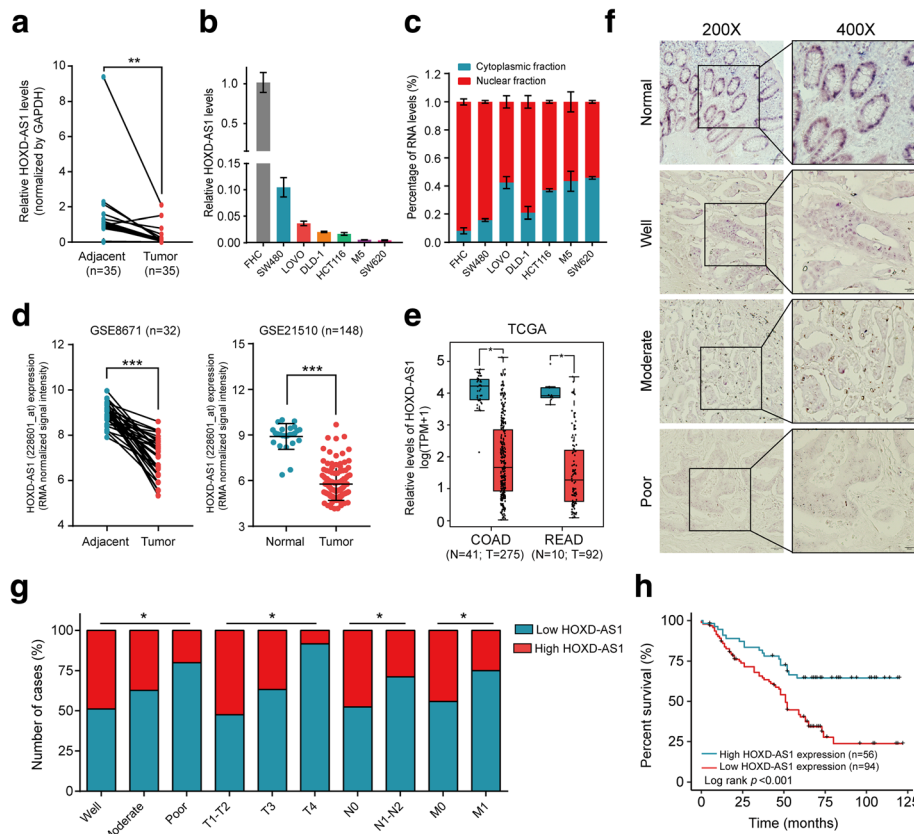 a
**
Relative HOXD-AS1 levels
(normalized by GAPDH)
10
8
6
4
2
0
Adjacent
(n=35)
Tumor
(n=35)
b
Relative HOXD-AS1 levels
1.0
0.5
0.15
0.10
0.05
0.00
FHC
SW480
LOVO
DLD-1
HCT116
M5
SW620
c
Cytoplasmic fraction
Nuclear fraction
Percentage of RNA levels (%)
1.2
1.0
0.8
0.6
0.4
0.2
0.0
FHC
SW480
LOVO
DLD-1
HCT116
M5
SW620
d
GSE8671 (n=32)
***
HOXD-AS1 (228601_at) expression
(RMA normalized signal intensity)
12
10
8
6
4
Adjacent
Tumor
GSE21510 (n=148)
***
HOXD-AS1 (228601_at) expression
(RMA normalized signal intensity)
15
12
9
6
3
Normal
Tumor
e
TCGA
*
*
Relative levels of HOXD-AS1
log(TPM+1)
5
4
3
2
1
0
COAD
(N=41; T=275)
READ
(N=10; T=92)
f
200X
400X
Normal
Well
Moderate
Poor
g
* * * *
Low HOXD-AS1
High HOXD-AS1
Number of cases (%)
100
75
50
25
0
Well
Moderate
Poor
T1-T2
T3
T4
N0
N1-N2
M0
M1
h
Percent survival (%)
100
75
50
25
0
High HOXD-AS1 expression (n=56)
Low HOXD-AS1 expression (n=94)
Log rank p <0.001
0 25 50 75 100 125
Time (months)